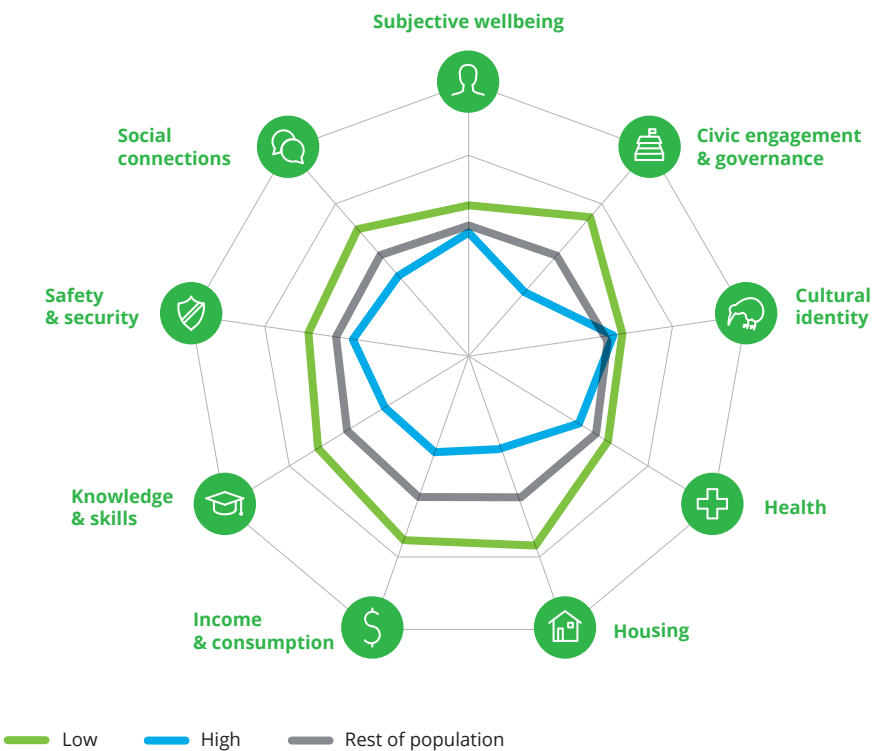 Subjective wellbeing
Civic engagement
& governance
Cultural
identity
Health
Housing
Income
& consumption
Knowledge
& skills
Safety
& security
Social
connections
Low
High
Rest of population